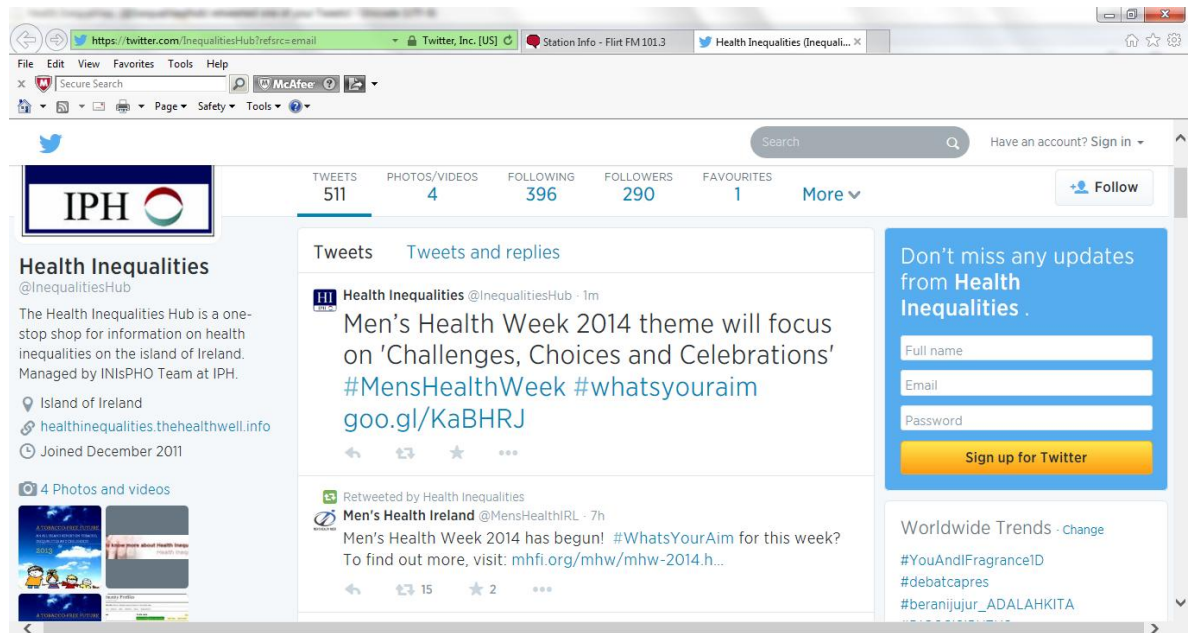 https://twitter.com/InequalitiesHub?refsrc=email
Twitter, Inc. [US]
Station Info - Flirt FM 101.3
Health Inequalities (Inequali... X
File Edit View Favorites Tools Help
x Secure Search McAfee
Page Safety Tools
Search
Have an account? Sign in
IPH
TWEETS PHOTOS/VIDEOS FOLLOWING FOLLOWERS FAVOURITES
511 4 396 290 1 More
Follow
Health Inequalities
@InequalitiesHub
The Health Inequalities Hub is a one-
stop shop for information on health
inequalities on the island of Ireland.
Managed by INIsPHO Team at IPH.
Island of Ireland
healthinequalities.thehealthwell.info
Joined December 2011
4 Photos and videos
A TOBACCO-FREE FUTURE
2013
Tweets Tweets and replies
HI
Health Inequalities @InequalitiesHub · 1m
Men's Health Week 2014 theme will focus
on 'Challenges, Choices and Celebrations'
#MensHealthWeek #whatsyouraim
goo.gl/KaBHRJ
Retweeted by Health Inequalities
Men's Health Ireland @MensHealthIRL · 7h
Men's Health Week 2014 has begun! #WhatsYourAim for this week?
To find out more, visit: mhfi.org/mhw/mhw-2014.h...
15 2
Don't miss any updates
from Health
Inequalities .
Full name
Email
Password
Sign up for Twitter
Worldwide Trends · Change
#YouAndIFragrance1D
#debatcapres
#beranijujur_ADALAHKITA